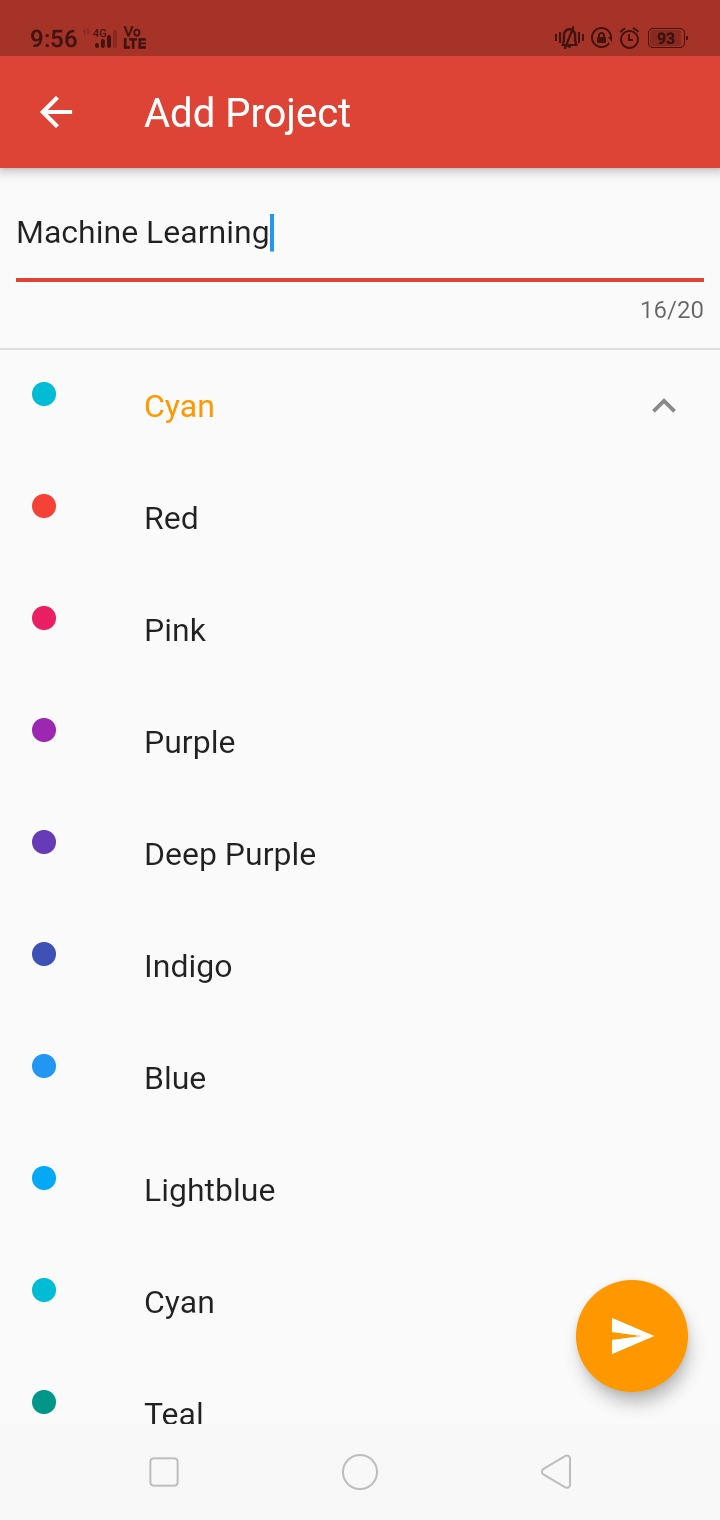 9:56 4G Vo LTE 93
Add Project
Machine Learning
16/20
Cyan
Red
Pink
Purple
Deep Purple
Indigo
Blue
Lightblue
Cyan
Teal